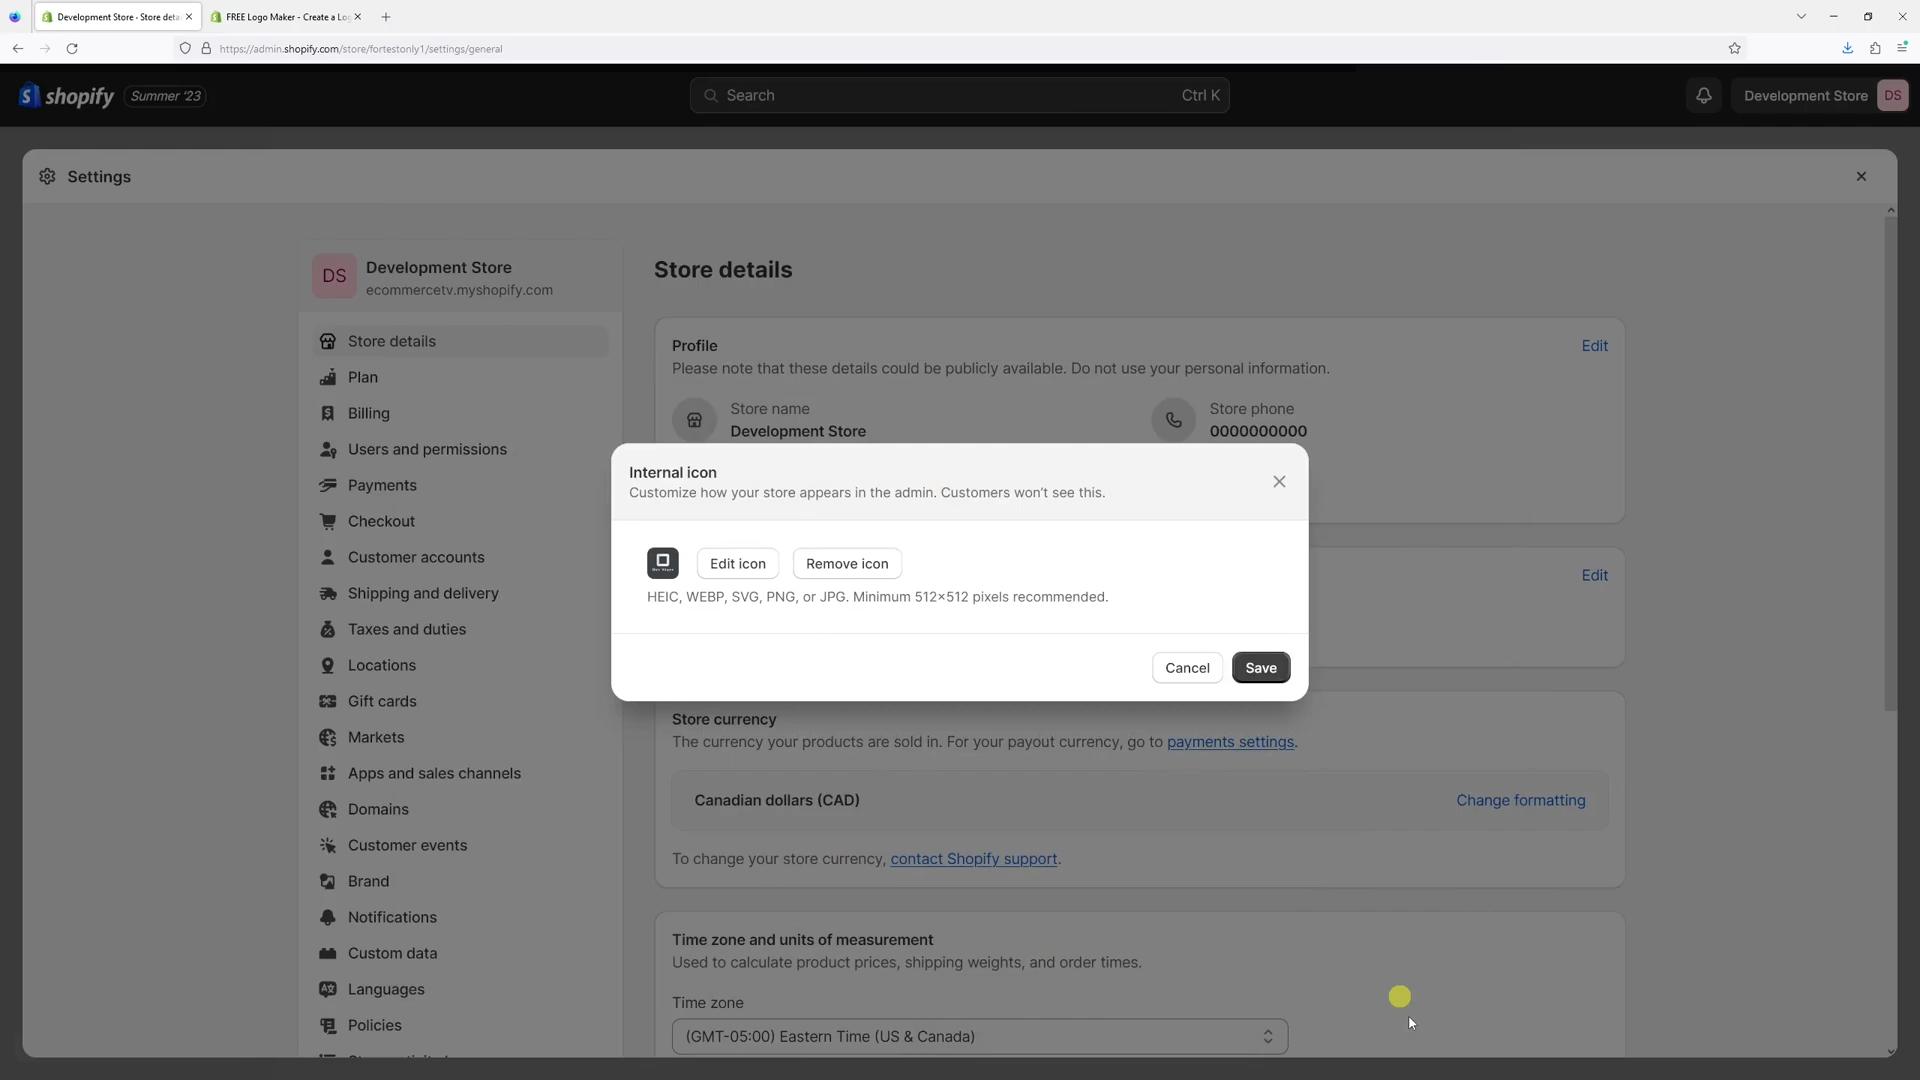 Development Store - Store deta
FREE Logo Maker - Create a Lo
https://admin.shopify.com/store/fortestonly1/settings/general
shopify
Summer '23
Search
Ctrl K
Development Store
DS
Settings
DS
Development Store
ecommercetv.myshopify.com
Store details
Plan
Billing
Users and permissions
Payments
Checkout
Customer accounts
Shipping and delivery
Taxes and duties
Locations
Gift cards
Markets
Apps and sales channels
Domains
Customer events
Brand
Notifications
Custom data
Languages
Policies
Store details
Profile
Edit
Please note that these details could be publicly available. Do not use your personal information.
Store name
Development Store
Store phone
0000000000
Internal icon
Customize how your store appears in the admin. Customers won't see this.
Edit icon
Remove icon
HEIC, WEBP, SVG, PNG, or JPG. Minimum 512×512 pixels recommended.
Cancel
Save
Edit
Store currency
The currency your products are sold in. For your payout currency, go to payments settings.
Canadian dollars (CAD)
Change formatting
To change your store currency, contact Shopify support.
Time zone and units of measurement
Used to calculate product prices, shipping weights, and order times.
Time zone
(GMT-05:00) Eastern Time (US & Canada)